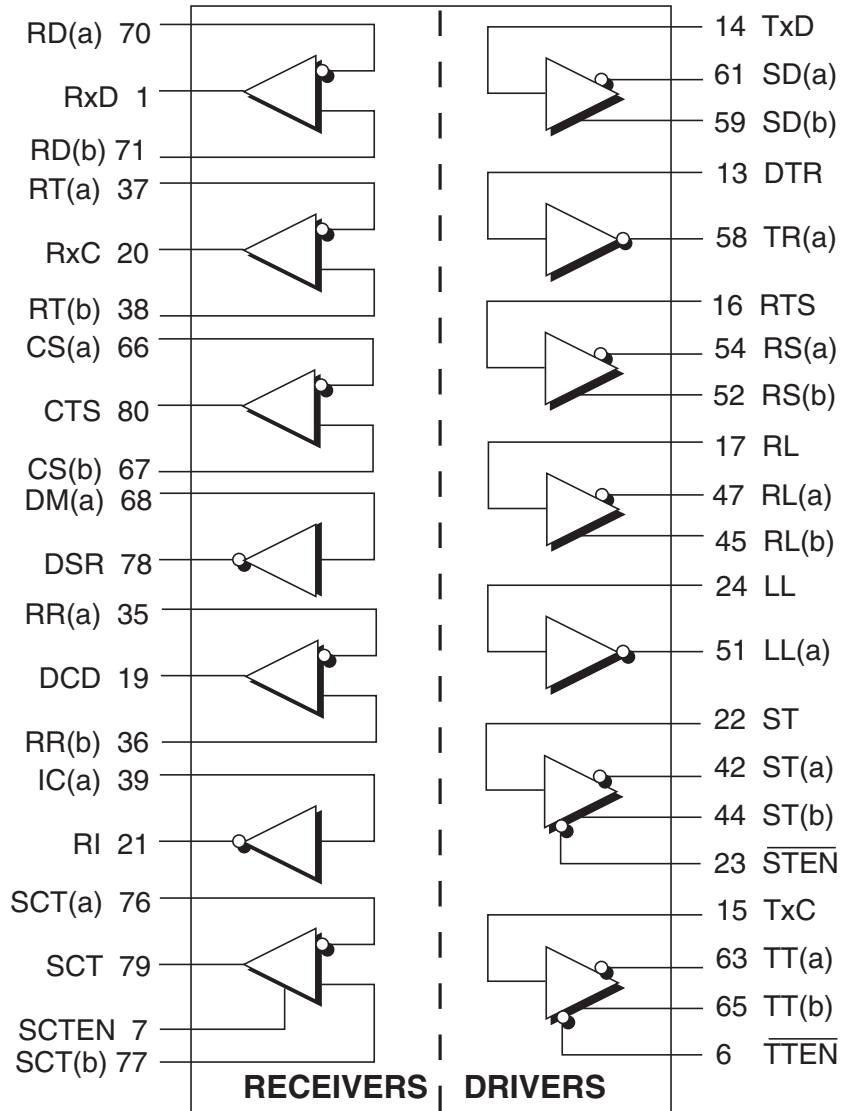 RD(a) 70
RxD 1
RD(b) 71
RT(a) 37
RxC 20
RT(b) 38
CS(a) 66
CTS 80
CS(b) 67
DM(a) 68
DSR 78
RR(a) 35
DCD 19
RR(b) 36
IC(a) 39
RI 21
SCT(a) 76
SCT 79
SCTEN 7
SCT(b) 77
RECEIVERS
DRIVERS
14 TxD
61 SD(a)
59 SD(b)
13 DTR
58 TR(a)
16 RTS
54 RS(a)
52 RS(b)
17 RL
47 RL(a)
45 RL(b)
24 LL
51 LL(a)
22 ST
42 ST(a)
44 ST(b)
23 S̅T̅E̅N̅
15 TxC
63 TT(a)
65 TT(b)
6 T̅T̅E̅N̅